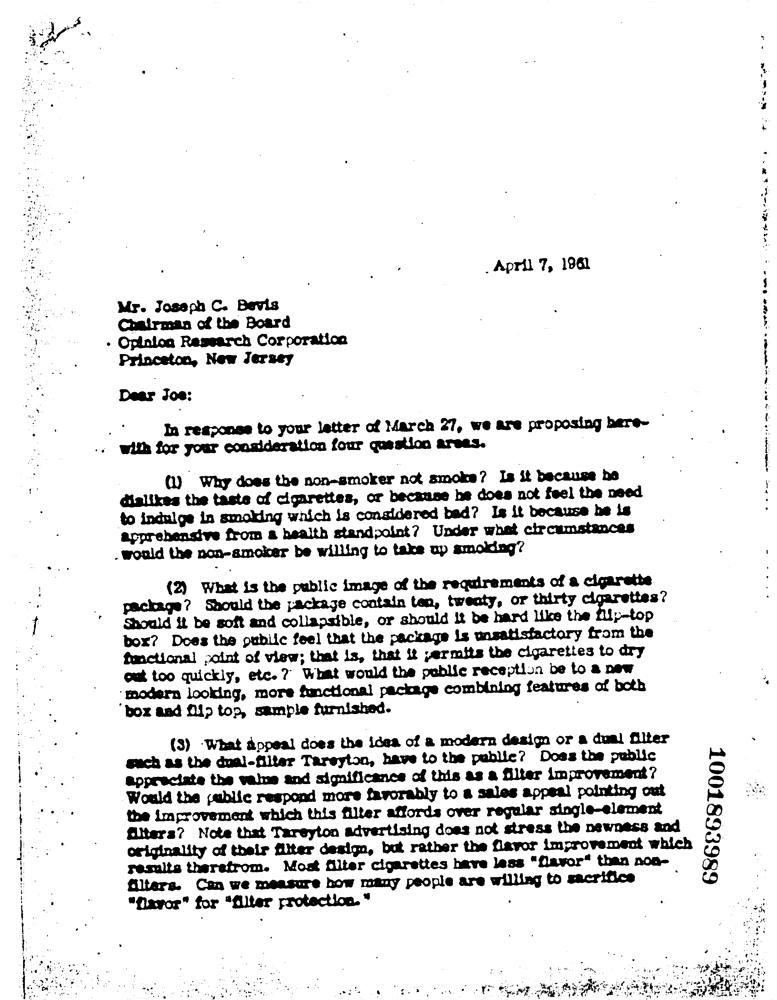 April 7, 1961
Mr. Joseph C. Bevis
Chairman of the Board
Opinion Research Corporation
Princeton, New Jersey
Dear Joe:
In response to your letter of March 27, we are proposing here-
with for your consideration four question areas.
(1) Why does the non-smoker not smoke? Is it because he
dislikes the taste of cigarettes, or because he does not feel the need
to indulge in smoking which is considered bad? Is it because he is
apprehensive from a health standpoint? Under what circumstances
would the non-smoker be willing to take up smoking?
(2) What is the public image of the requirements of a cigarette
package? Should the package contain ten, twenty, or thirty cigarettes?
Should it be soft and collapsible, or should it be hard like the flip-top
box? Does the public feel that the package is unsatisfactory from the
functional point of view; that is, that it permits the cigarettes to dry
out too quickly, etc.? What would the public reception be to a new
modern looking, more functional package combining features of both
box and flip top, sample furnished.
(3) What appeal does the idea of a modern design or a dual filter
such as the dual-filter Tareyton, have to the public? Does the public
appreciate the value and significance of this as a filter improvement?
Would the public respond more favorably to a sales appeal pointing out
the improvement which this filter affords over regular single-element
filters? Note that Tareyton advertising does not stress the newness and
originality of their filter design, but rather the flavor improvement which
results therefrom. Most filter cigarettes have less "flavor" than non-
filters. Can we measure how many people are willing to sacrifice
"flavor" for "filter protection."
1001893989